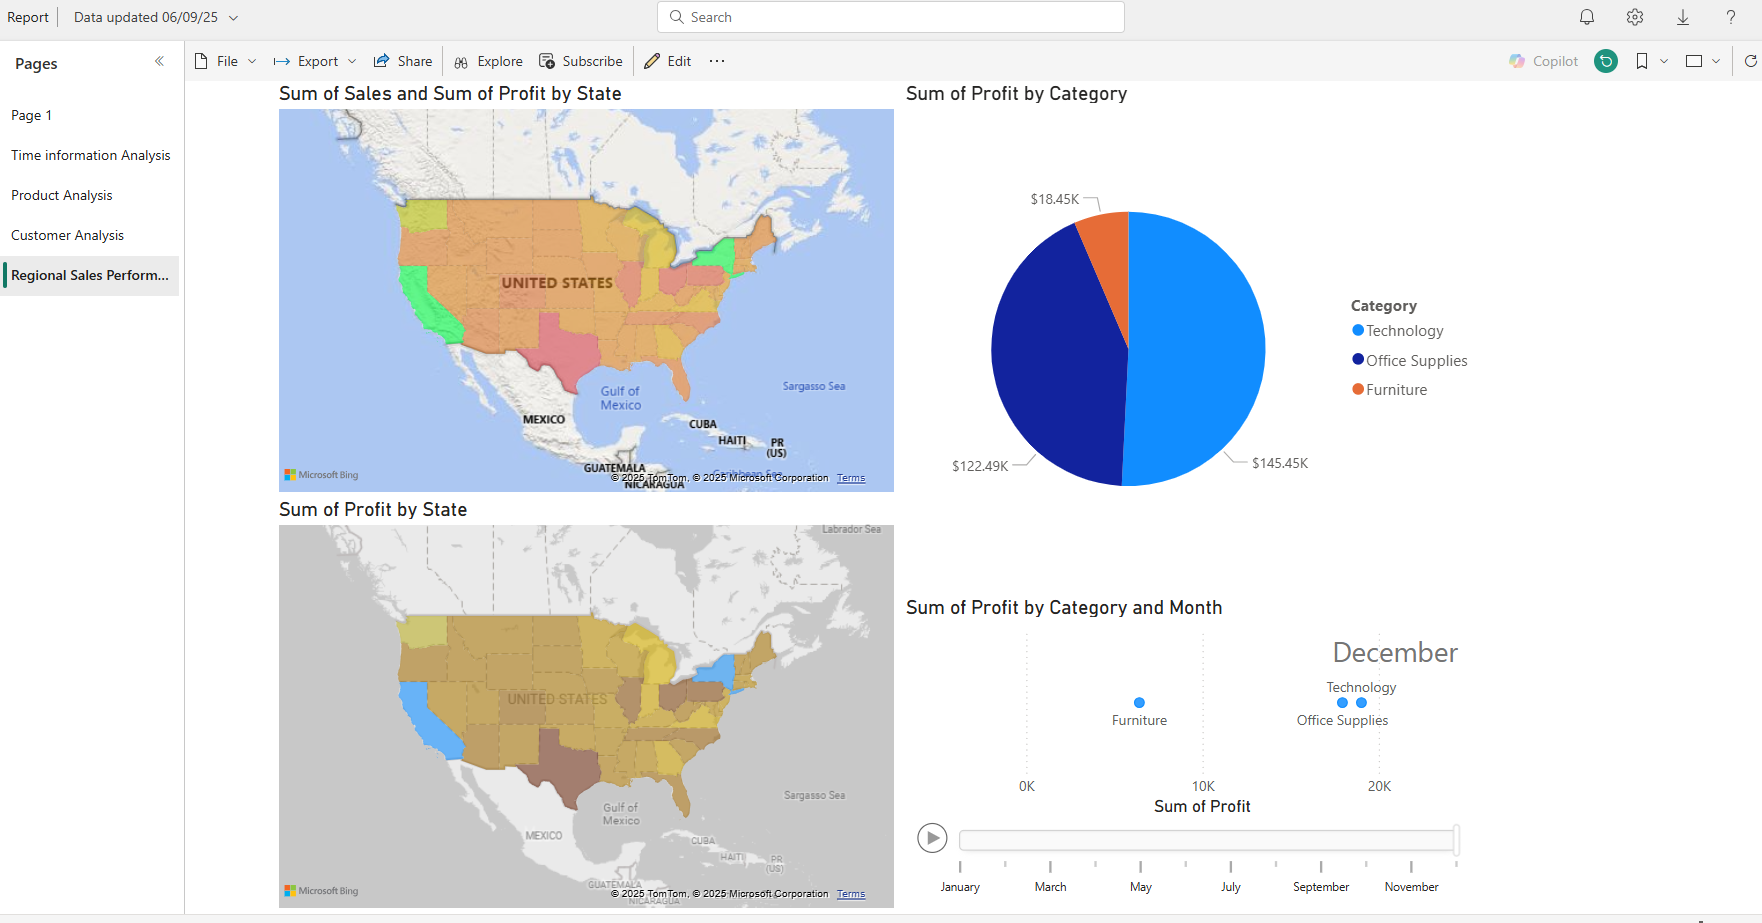 Report
Data updated 06/09/25
Search
Pages
Page 1
Time information Analysis
Product Analysis
Customer Analysis
Regional Sales Perform...
File
Export
Share
Explore
Subscribe
Edit
Copilot
Sum of Sales and Sum of Profit by State
UNITED STATES
MEXICO
Gulf of
Mexico
Sargasso Sea
CUBA
HAITI
PR
(US)
GUATEMALA
Caribbean Sea
NICARAGUA
Microsoft Bing
© 2025 TomTom, © 2025 Microsoft Corporation
Terms
Sum of Profit by Category
$18.45K
$122.49K
$145.45K
Category
Technology
Office Supplies
Furniture
Sum of Profit by State
Labrador Sea
UNITED STATES
MEXICO
Gulf of
Mexico
Sargasso Sea
CUBA
HAITI
PR
(US)
GUATEMALA
NICARAGUA
Microsoft Bing
© 2025 TomTom, © 2025 Microsoft Corporation
Terms
Sum of Profit by Category and Month
December
Technology
Furniture
Office Supplies
0K
10K
20K
Sum of Profit
January
March
May
July
September
November